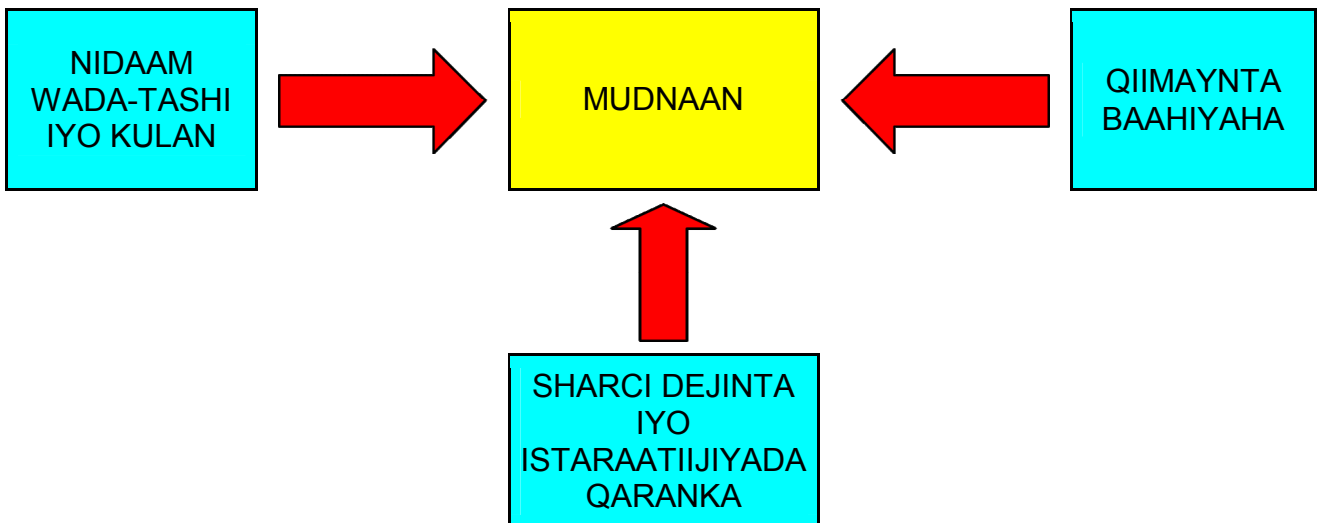 NIDAAM
WADA-TASHI
IYO KULAN
MUDNAAN
QIIMAYNTA
BAAHIYAHA
SHARCI DEJINTA
IYO
ISTARAATIIJIYADA
QARANKA